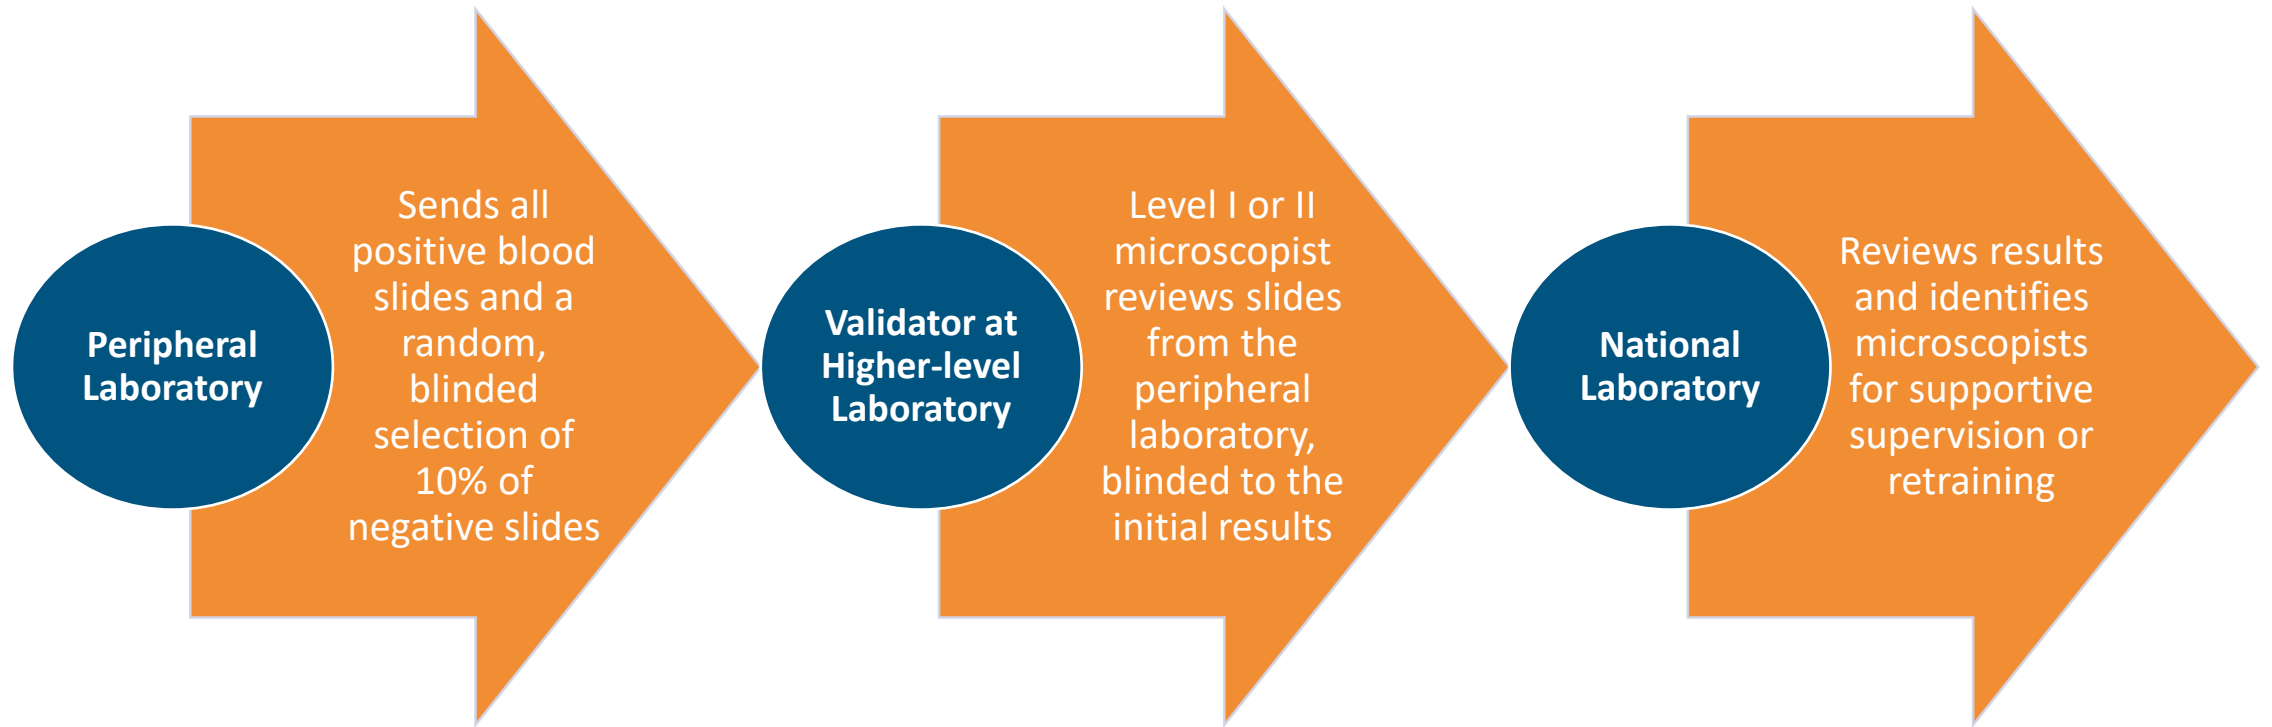 Peripheral
Laboratory
Sends all
positive blood
slides and a
random,
blinded
selection of
10% of
negative slides
Validator at
Higher-level
Laboratory
Level I or II
microscopist
reviews slides
from the
peripheral
laboratory,
blinded to the
initial results
National
Laboratory
Reviews results
and identifies
microscopists
for supportive
supervision or
retraining